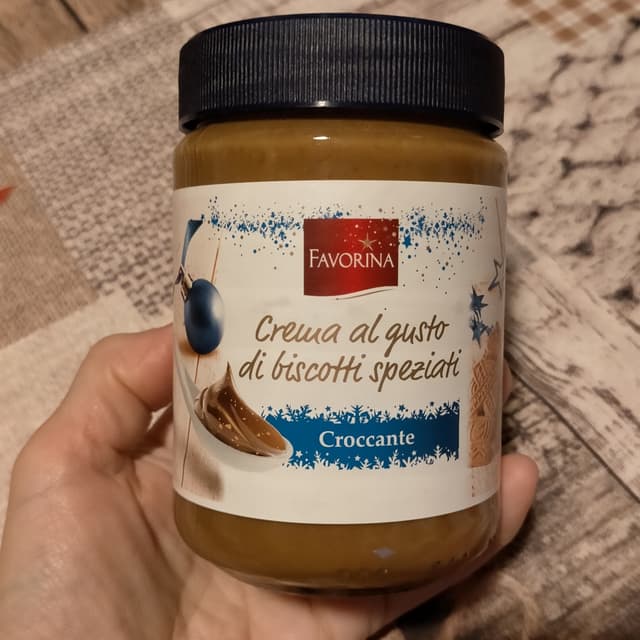 FAVORINA
Crema al gusto
di biscotti speziati
Croccante